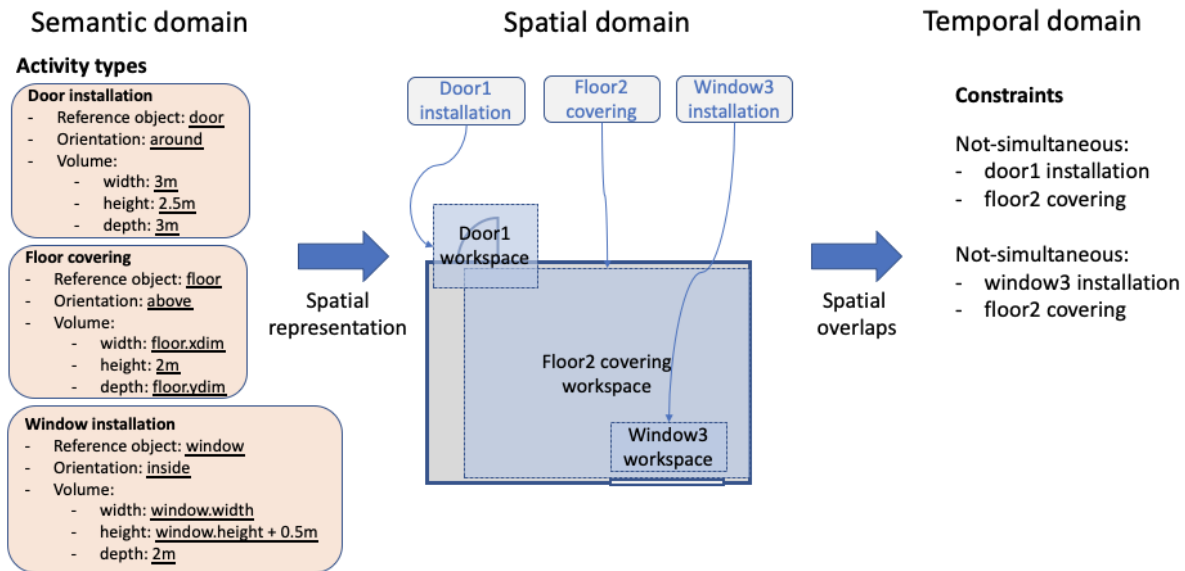 Semantic domain
Activity types
Door installation
- Reference object: door
- Orientation: around
- Volume:
- width: 3m
- height: 2.5m
- depth: 3m
Floor covering
- Reference object: floor
- Orientation: above
- Volume:
- width: floor.xdim
- height: 2m
- depth: floor.ydim
Window installation
- Reference object: window
- Orientation: inside
- Volume:
- width: window.width
- height: window.height + 0.5m
- depth: 2m
Spatial
representation
Spatial domain
Door1
installation
Floor2
covering
Window3
installation
Door1
workspace
Floor2 covering
workspace
Window3
workspace
Spatial
overlaps
Temporal domain
Constraints
Not-simultaneous:
- door1 installation
- floor2 covering
Not-simultaneous:
- window3 installation
- floor2 covering